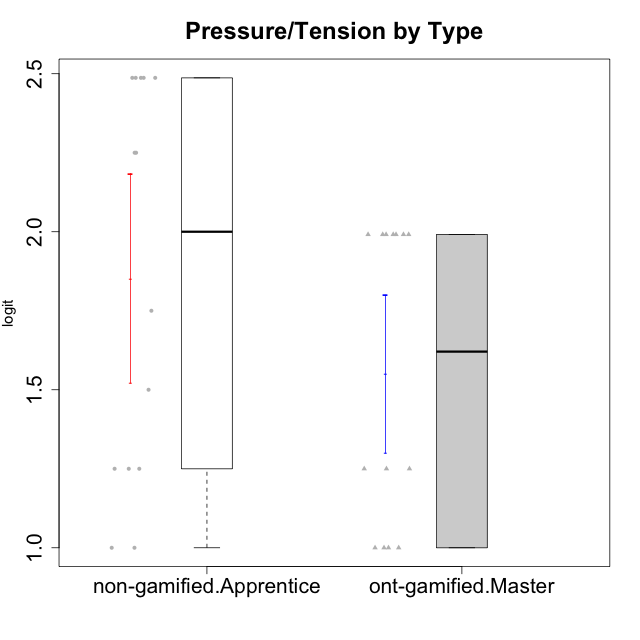 Pressure/Tension by Type
logit
2.5
2.0
1.5
1.0
non-gamified.Apprentice
ont-gamified.Master